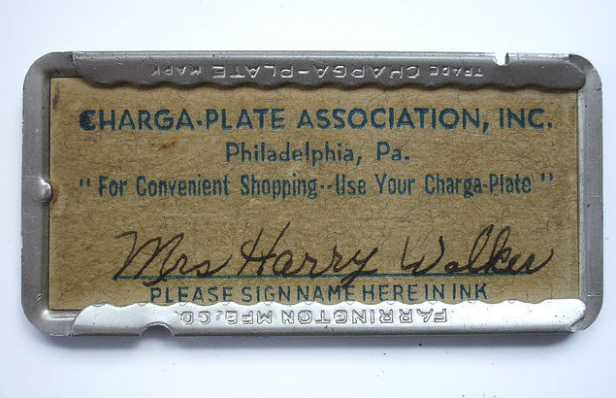 TRADE CHARGA-PLATE MARK
CHARGA-PLATE ASSOCIATION, INC.
Philadelphia, Pa.
"For Convenient Shopping--Use Your Charga-Plate"
Mrs Harry Walker
PLEASE SIGN NAME HERE IN INK
FARRINGTON MFG. CO.